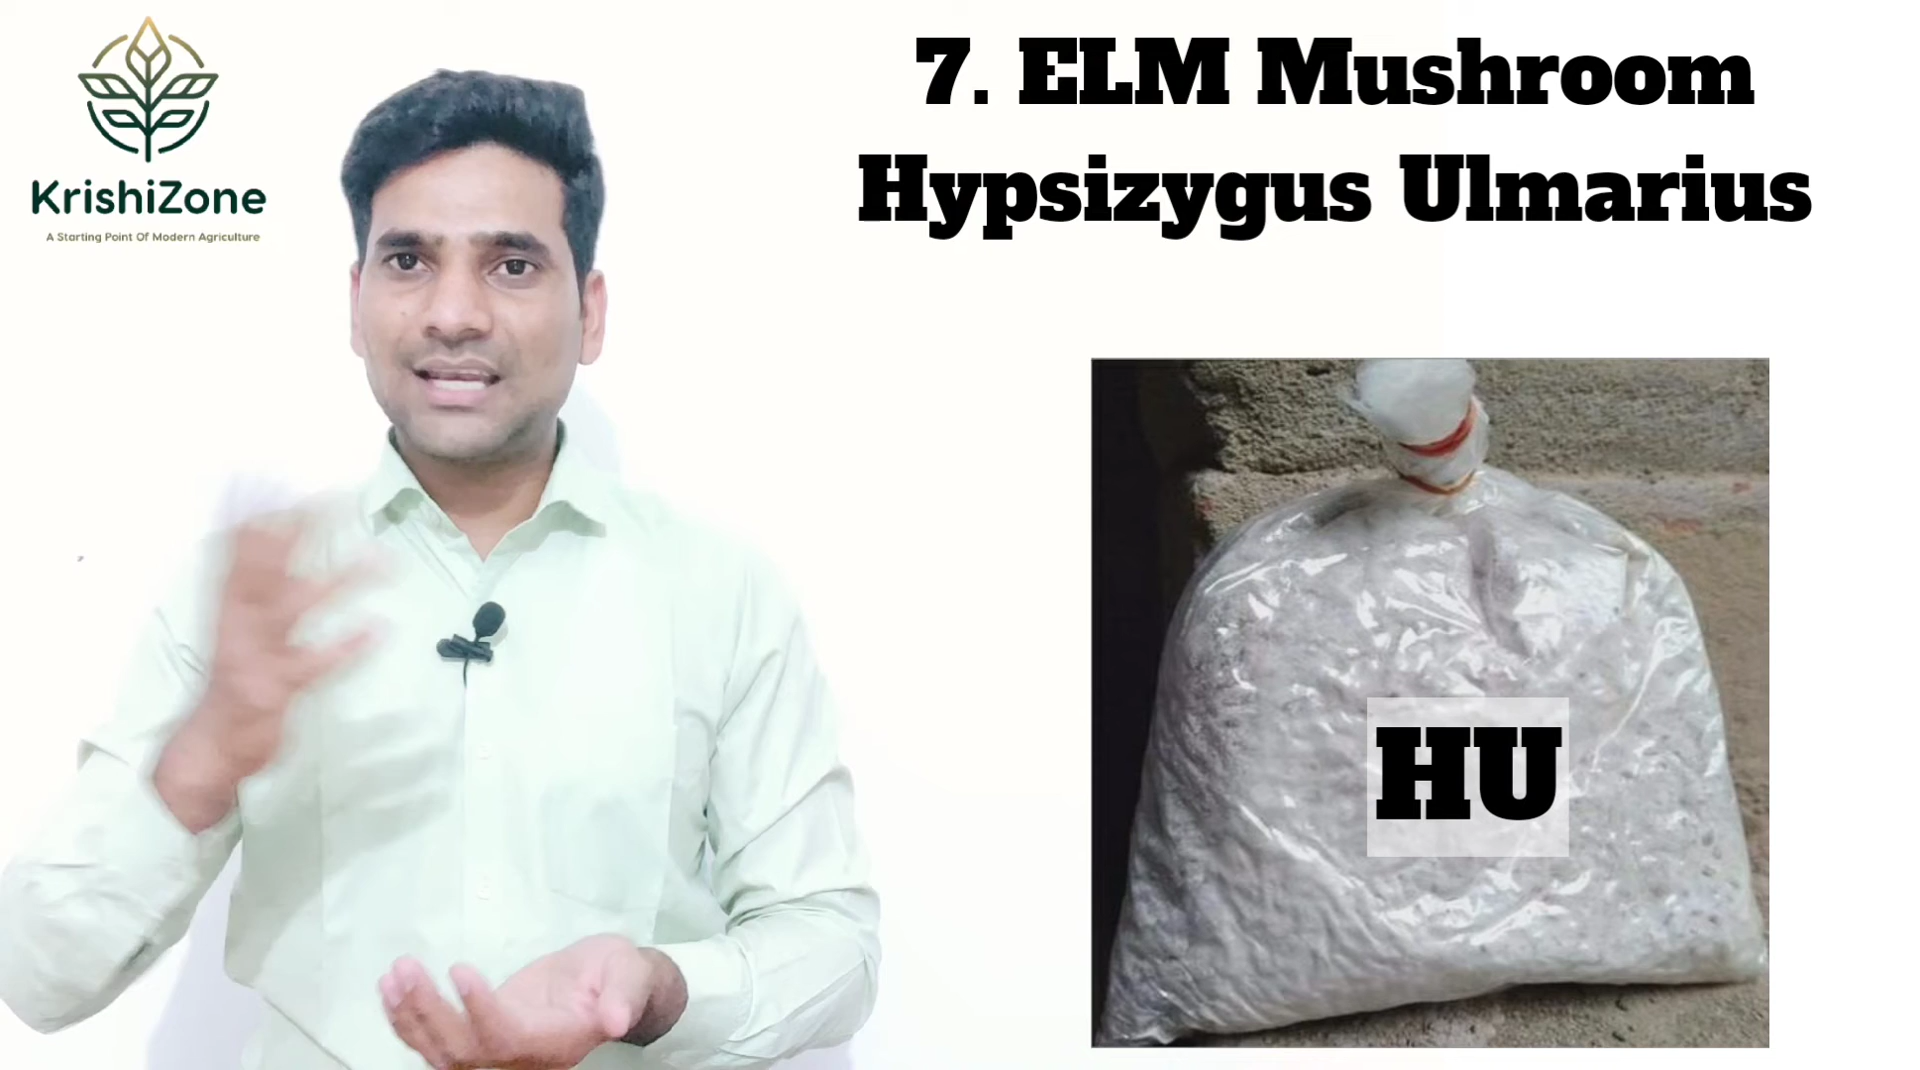 KrishiZone
A Starting Point Of Modern Agriculture
7. ELM Mushroom
Hypsizygus Ulmarius
HU